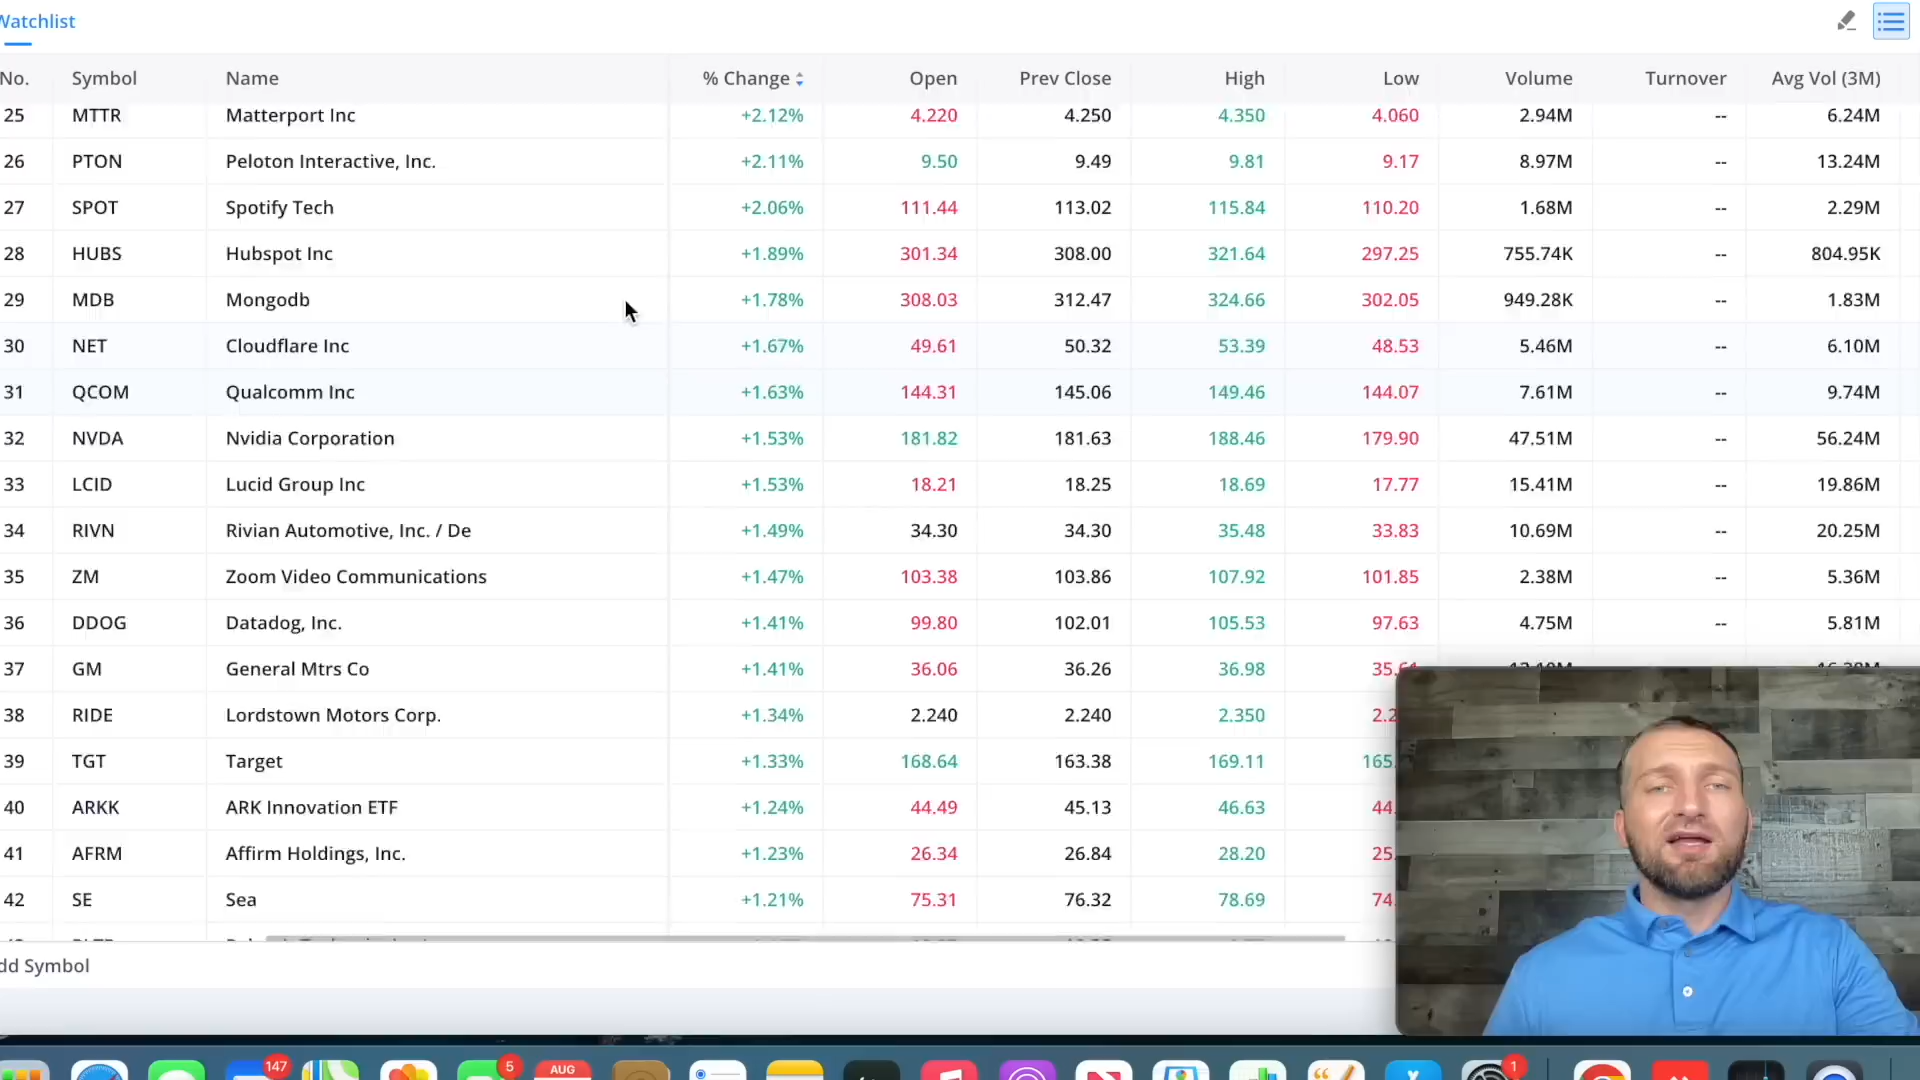 Watchlist
No. Symbol Name % Change Open Prev Close High Low Volume Turnover Avg Vol (3M)
25 MTTR Matterport Inc +2.12% 4.220 4.250 4.350 4.060 2.94M -- 6.24M
26 PTON Peloton Interactive, Inc. +2.11% 9.50 9.49 9.81 9.17 8.97M -- 13.24M
27 SPOT Spotify Tech +2.06% 111.44 113.02 115.84 110.20 1.68M -- 2.29M
28 HUBS Hubspot Inc +1.89% 301.34 308.00 321.64 297.25 755.74K -- 804.95K
29 MDB Mongodb +1.78% 308.03 312.47 324.66 302.05 949.28K -- 1.83M
30 NET Cloudflare Inc +1.67% 49.61 50.32 53.39 48.53 5.46M -- 6.10M
31 QCOM Qualcomm Inc +1.63% 144.31 145.06 149.46 144.07 7.61M -- 9.74M
32 NVDA Nvidia Corporation +1.53% 181.82 181.63 188.46 179.90 47.51M -- 56.24M
33 LCID Lucid Group Inc +1.53% 18.21 18.25 18.69 17.77 15.41M -- 19.86M
34 RIVN Rivian Automotive, Inc. / De +1.49% 34.30 34.30 35.48 33.83 10.69M -- 20.25M
35 ZM Zoom Video Communications +1.47% 103.38 103.86 107.92 101.85 2.38M -- 5.36M
36 DDOG Datadog, Inc. +1.41% 99.80 102.01 105.53 97.63 4.75M -- 5.81M
37 GM General Mtrs Co +1.41% 36.06 36.26 36.98
38 RIDE Lordstown Motors Corp. +1.34% 2.240 2.240 2.350 2.2
39 TGT Target +1.33% 168.64 163.38 169.11 165.
40 ARKK ARK Innovation ETF +1.24% 44.49 45.13 46.63 44.
41 AFRM Affirm Holdings, Inc. +1.23% 26.34 26.84 28.20 25.
42 SE Sea +1.21% 75.31 76.32 78.69 74.
dd Symbol
147 5 AUG 1